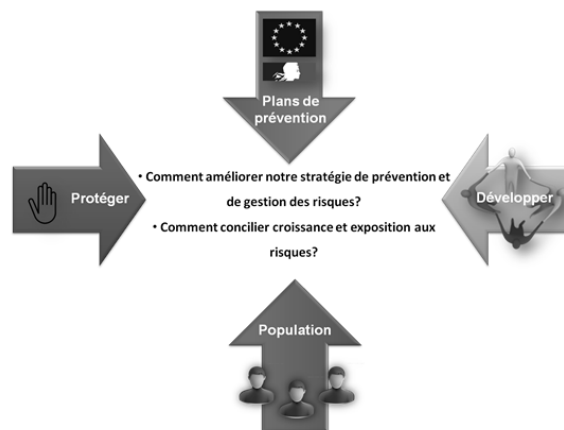 Plans de
prévention
• Comment améliorer notre stratégie de prévention et
de gestion des risques?
• Comment concilier croissance et exposition aux
risques?
Protéger
Développer
Population